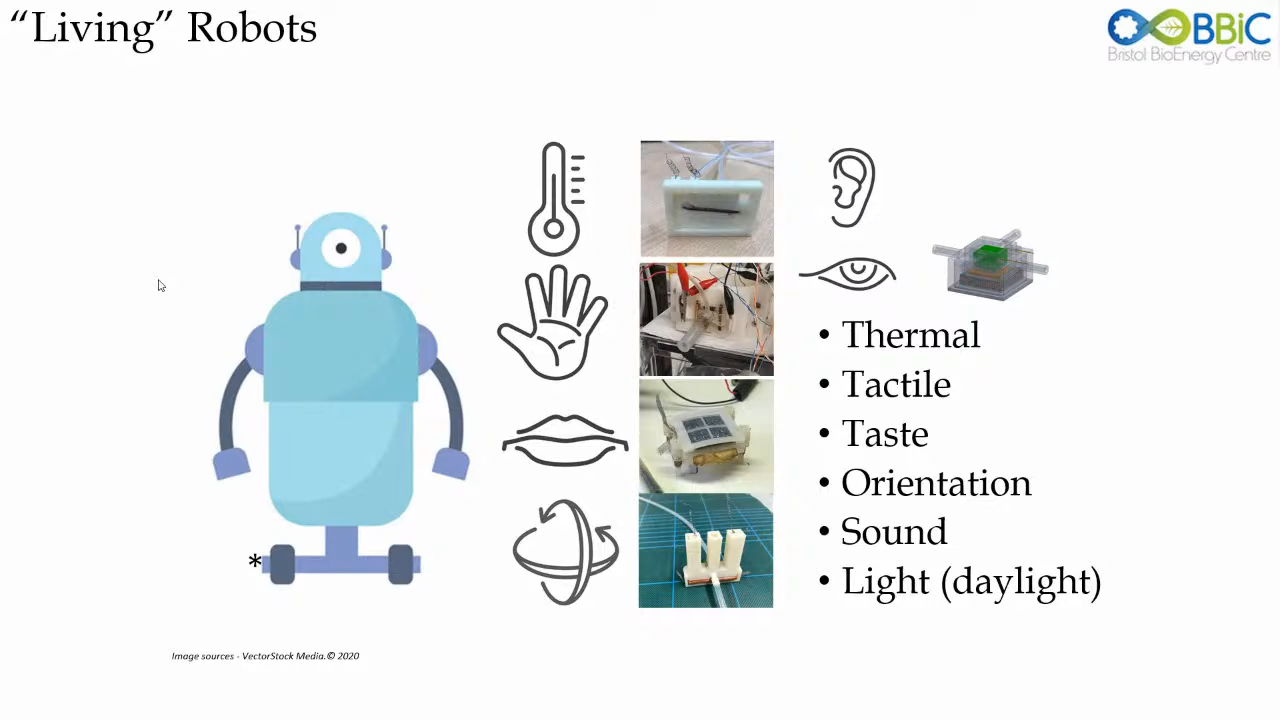 “Living” Robots
BBiC
Bristol BioEnergy Centre
• Thermal
• Tactile
• Taste
• Orientation
• Sound
• Light (daylight)
*
Image sources - VectorStock Media.© 2020